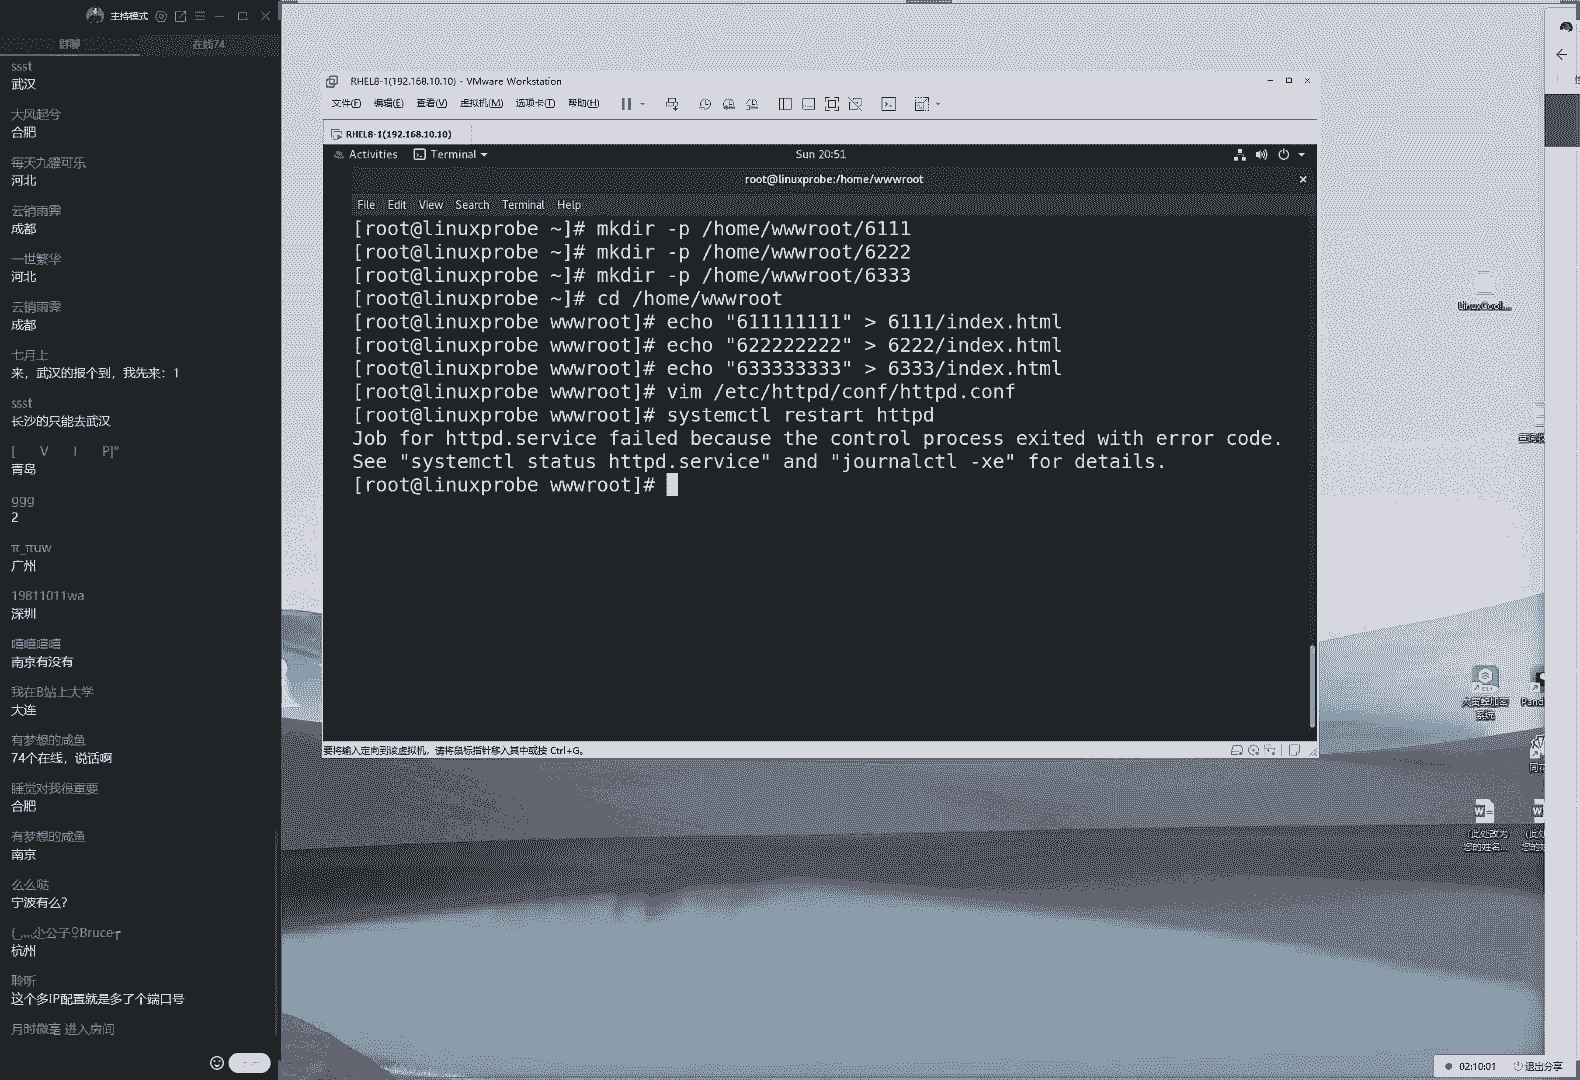 主持模式
群聊
在线74
ssst
武汉
大风起兮
合肥
每天九罐可乐
河北
云销雨霁
成都
一世繁华
河北
云销雨霁
成都
七月上
来，武汉的报个到，我先来：1
ssst
长沙的只能去武汉
[ V I P]°
青岛
ggg
2
π_πuw
广州
19811011wa
深圳
嘻嘻嘻嘻
南京有没有
我在B站上大学
大连
有梦想的咸鱼
74个在线，说话啊
睡觉对我很重要
合肥
有梦想的咸鱼
南京
么么哒
宁波有么？
Bruce
杭州
聆听
这个多IP配置就是多了个端口号
进入房间
RHEL8-1(192.168.10.10) - VMware Workstation
文件(F) 编辑(E) 查看(V) 虚拟机(M) 选项卡(T) 帮助(H)
RHEL8-1(192.168.10.10)
Activities Terminal Sun 20:51
root@linuxprobe:/home/wwwroot
File Edit View Search Terminal Help
[root@linuxprobe ~]# mkdir -p /home/wwwroot/6111
[root@linuxprobe ~]# mkdir -p /home/wwwroot/6222
[root@linuxprobe ~]# mkdir -p /home/wwwroot/6333
[root@linuxprobe ~]# cd /home/wwwroot
[root@linuxprobe wwwroot]# echo "611111111" > 6111/index.html
[root@linuxprobe wwwroot]# echo "622222222" > 6222/index.html
[root@linuxprobe wwwroot]# echo "633333333" > 6333/index.html
[root@linuxprobe wwwroot]# vim /etc/httpd/conf/httpd.conf
[root@linuxprobe wwwroot]# systemctl restart httpd
Job for httpd.service failed because the control process exited with error code.
See "systemctl status httpd.service" and "journalctl -xe" for details.
[root@linuxprobe wwwroot]#
要将输入定向到该虚拟机，请将鼠标指针移入其中或按 Ctrl+G。
LinuxCool...
(此处改为
您的姓名...
02:10:01 退出分享